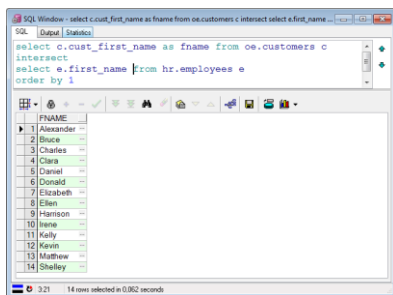 SQL Window - select c.cust_first_name as fname from oe.customers c intersect select e.first_name ...
SQL Output Statistics
select c.cust_first_name as fname from oe.customers c
intersect
select e.first_name from hr.employees e
order by 1
FNAME
1 Alexander ...
2 Bruce ...
3 Charles ...
4 Clara ...
5 Daniel ...
6 Donald ...
7 Elizabeth ...
8 Ellen ...
9 Harrison ...
10 Irene ...
11 Kelly ...
12 Kevin ...
13 Matthew ...
14 Shelley ...
3:21 14 rows selected in 0,062 seconds